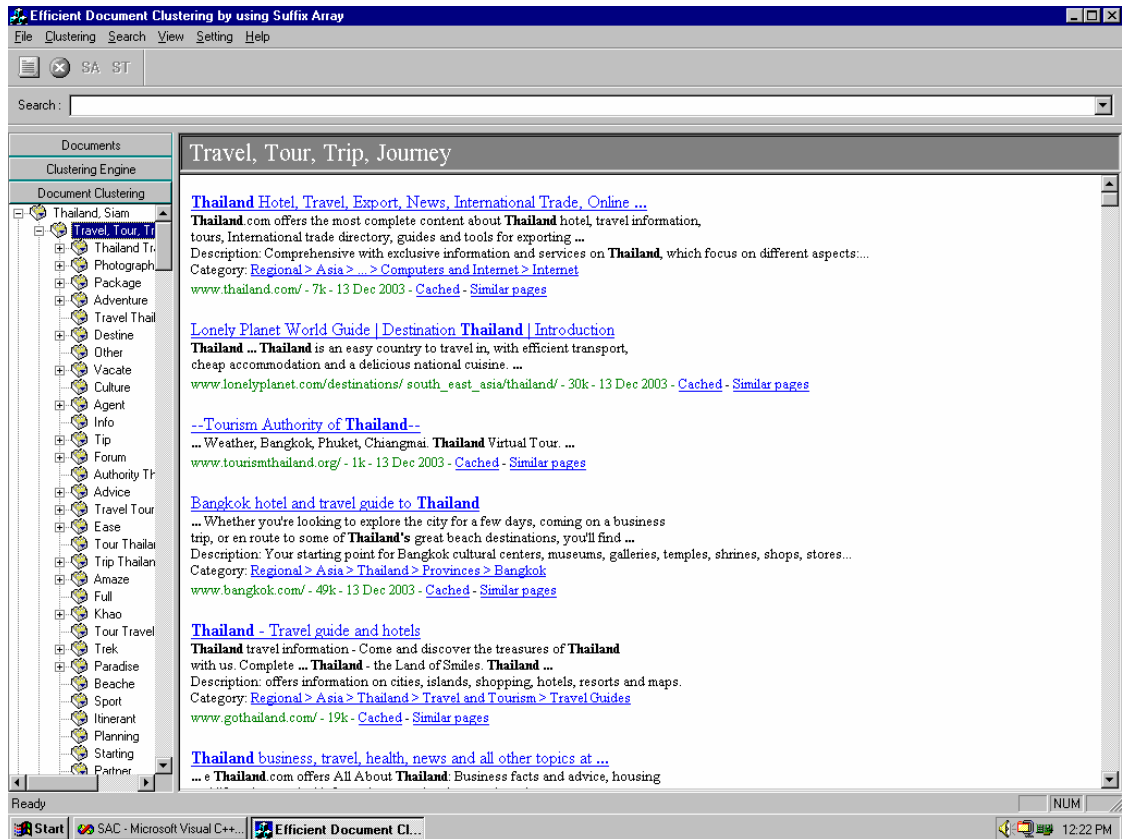 Efficient Document Clustering by using Suffix Array
File Clustering Search View Setting Help
SA ST
Search :
Documents
Clustering Engine
Document Clustering
Thailand, Siam
Travel, Tour, Tr
Thailand Tr
Photograph
Package
Adventure
Travel Thail
Destine
Other
Vacate
Culture
Agent
Info
Tip
Forum
Authority Th
Advice
Travel Tour
Ease
Tour Thailar
Trip Thailan
Amaze
Full
Khao
Tour Travel
Trek
Paradise
Beache
Sport
Itinerant
Planning
Starting
Partner
Travel, Tour, Trip, Journey
Thailand Hotel, Travel, Export, News, International Trade, Online ...
Thailand.com offers the most complete content about Thailand hotel, travel information,
tours, International trade directory, guides and tools for exporting ...
Description: Comprehensive with exclusive information and services on Thailand, which focus on different aspects:...
Category: Regional > Asia > ... > Computers and Internet > Internet
www.thailand.com/ - 7k - 13 Dec 2003 - Cached - Similar pages
Lonely Planet World Guide | Destination Thailand | Introduction
Thailand ... Thailand is an easy country to travel in, with efficient transport,
cheap accommodation and a delicious national cuisine. ...
www.lonelyplanet.com/destinations/ south_east_asia/thailand/ - 30k - 13 Dec 2003 - Cached - Similar pages
--Tourism Authority of Thailand--
... Weather, Bangkok, Phuket, Chiangmai. Thailand Virtual Tour. ...
www.tourismthailand.org/ - 1k - 13 Dec 2003 - Cached - Similar pages
Bangkok hotel and travel guide to Thailand
... Whether you're looking to explore the city for a few days, coming on a business
trip, or en route to some of Thailand's great beach destinations, you'll find ...
Description: Your starting point for Bangkok cultural centers, museums, galleries, temples, shrines, shops, stores...
Category: Regional > Asia > Thailand > Provinces > Bangkok
www.bangkok.com/ - 49k - 13 Dec 2003 - Cached - Similar pages
Thailand - Travel guide and hotels
Thailand travel information - Come and discover the treasures of Thailand
with us. Complete ... Thailand - the Land of Smiles. Thailand ...
Description: offers information on cities, islands, shopping, hotels, resorts and maps.
Category: Regional > Asia > Thailand > Travel and Tourism > Travel Guides
www.gothailand.com/ - 19k - Cached - Similar pages
Thailand business, travel, health, news and all other topics at ...
... e Thailand.com offers All About Thailand: Business facts and advice, housing
Ready
NUM
Start SAC - Microsoft Visual C++... Efficient Document Cl... 12:22 PM